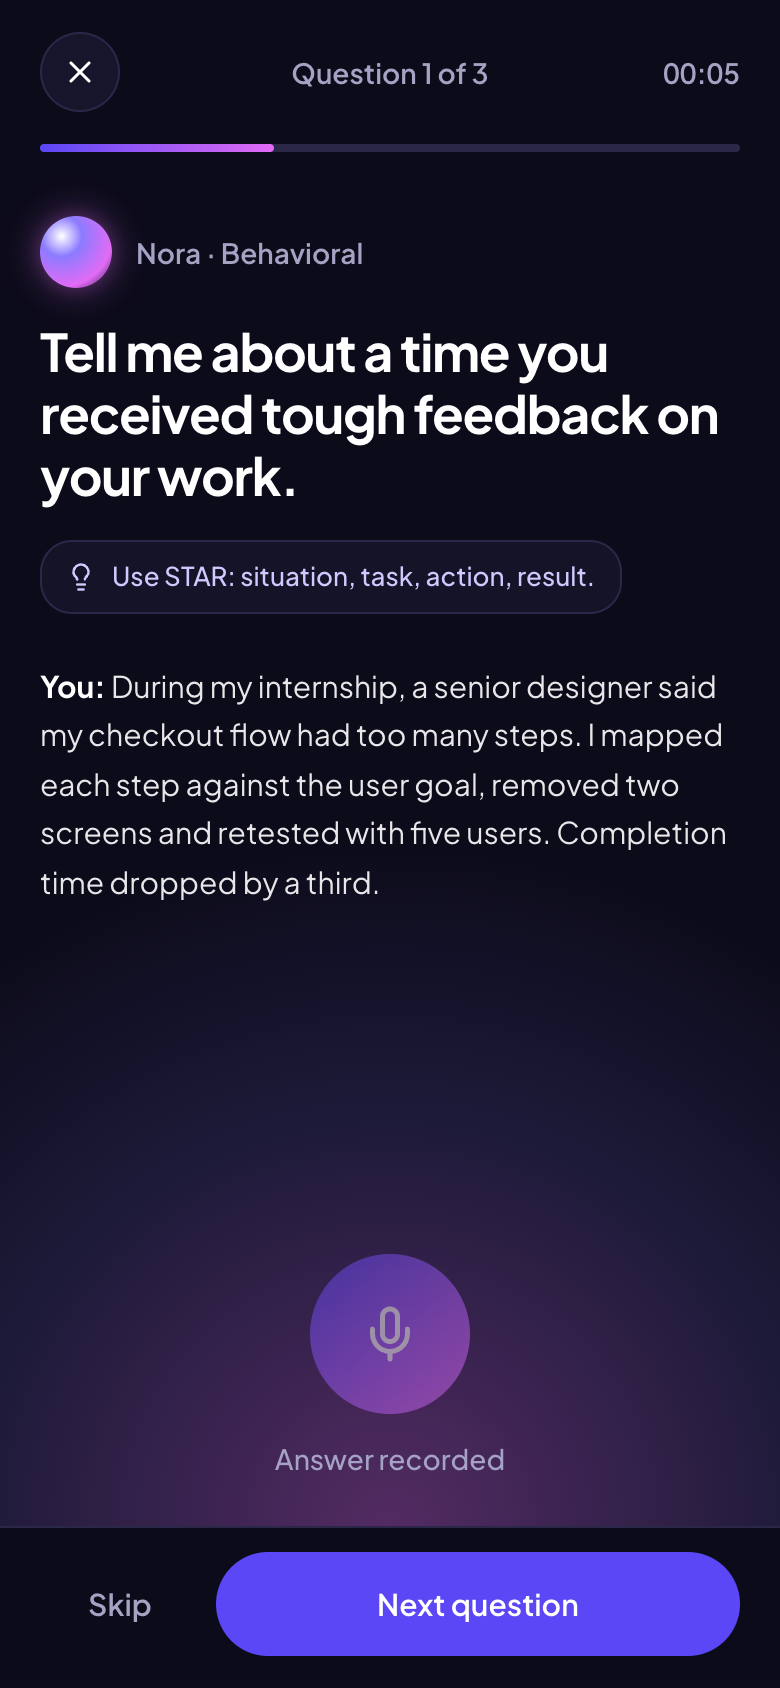 Question 1 of 3
00:05
Nora · Behavioral
Tell me about a time you
received tough feedback on
your work.
Use STAR: situation, task, action, result.
You: During my internship, a senior designer said
my checkout flow had too many steps. I mapped
each step against the user goal, removed two
screens and retested with five users. Completion
time dropped by a third.
Answer recorded
Skip
Next question